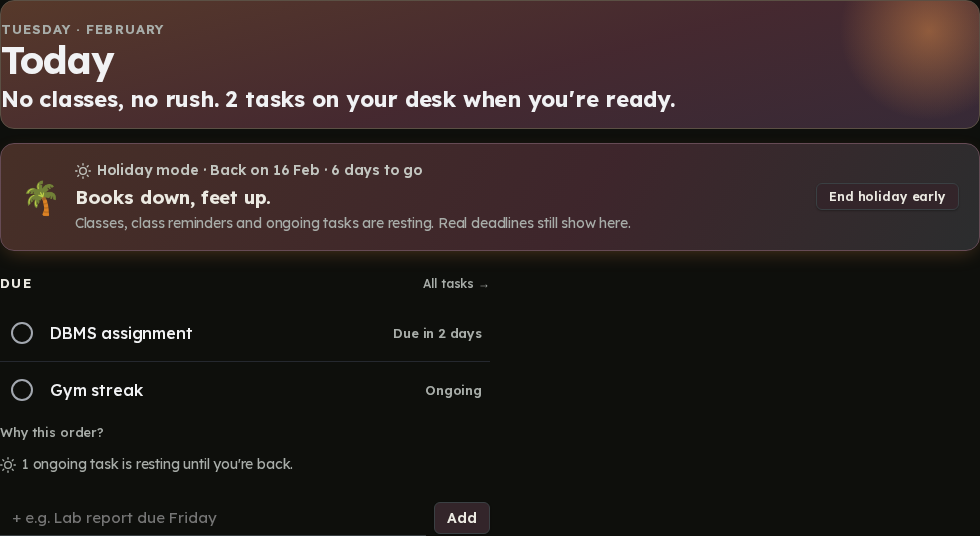 TUESDAY · FEBRUARY
Today
No classes, no rush. 2 tasks on your desk when you're ready.
Holiday mode · Back on 16 Feb · 6 days to go
Books down, feet up.
Classes, class reminders and ongoing tasks are resting. Real deadlines still show here.
End holiday early
DUE
All tasks →
DBMS assignment
Due in 2 days
Gym streak
Ongoing
Why this order?
1 ongoing task is resting until you're back.
+ e.g. Lab report due Friday
Add